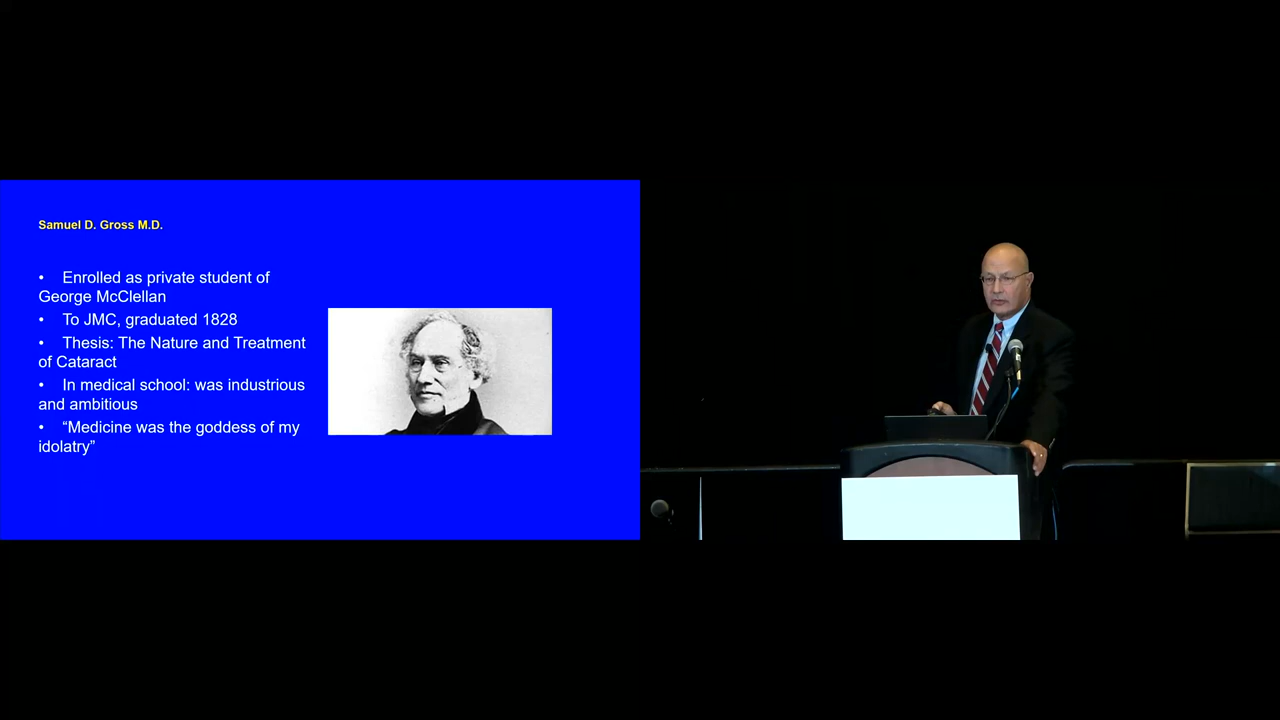 Samuel D. Gross M.D.
• Enrolled as private student of
George McClellan
• To JMC, graduated 1828
• Thesis: The Nature and Treatment
of Cataract
• In medical school: was industrious
and ambitious
• “Medicine was the goddess of my
idolatry”